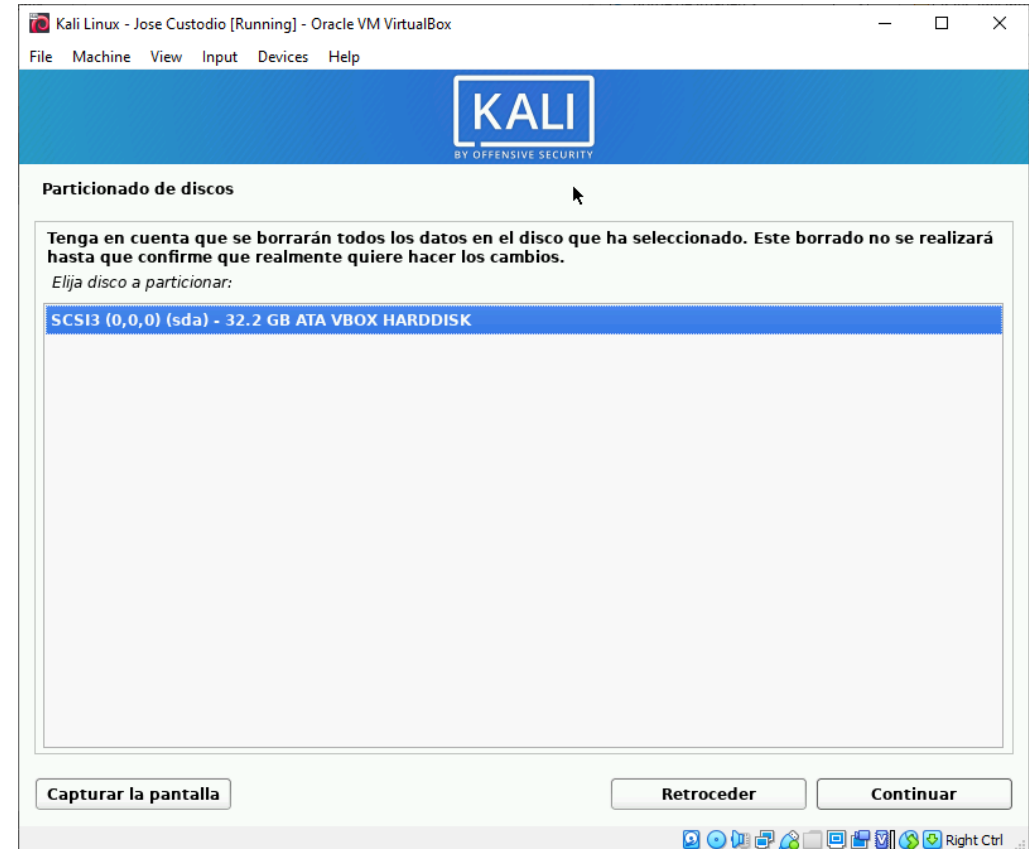 Kali Linux - Jose Custodio [Running] - Oracle VM VirtualBox
File Machine View Input Devices Help
KALI
BY OFFENSIVE SECURITY
Particionado de discos
Tenga en cuenta que se borrarán todos los datos en el disco que ha seleccionado. Este borrado no se realizará
hasta que confirme que realmente quiere hacer los cambios.
Elija disco a particionar:
SCSI3 (0,0,0) (sda) - 32.2 GB ATA VBOX HARDDISK
Capturar la pantalla Retroceder Continuar
Right Ctrl